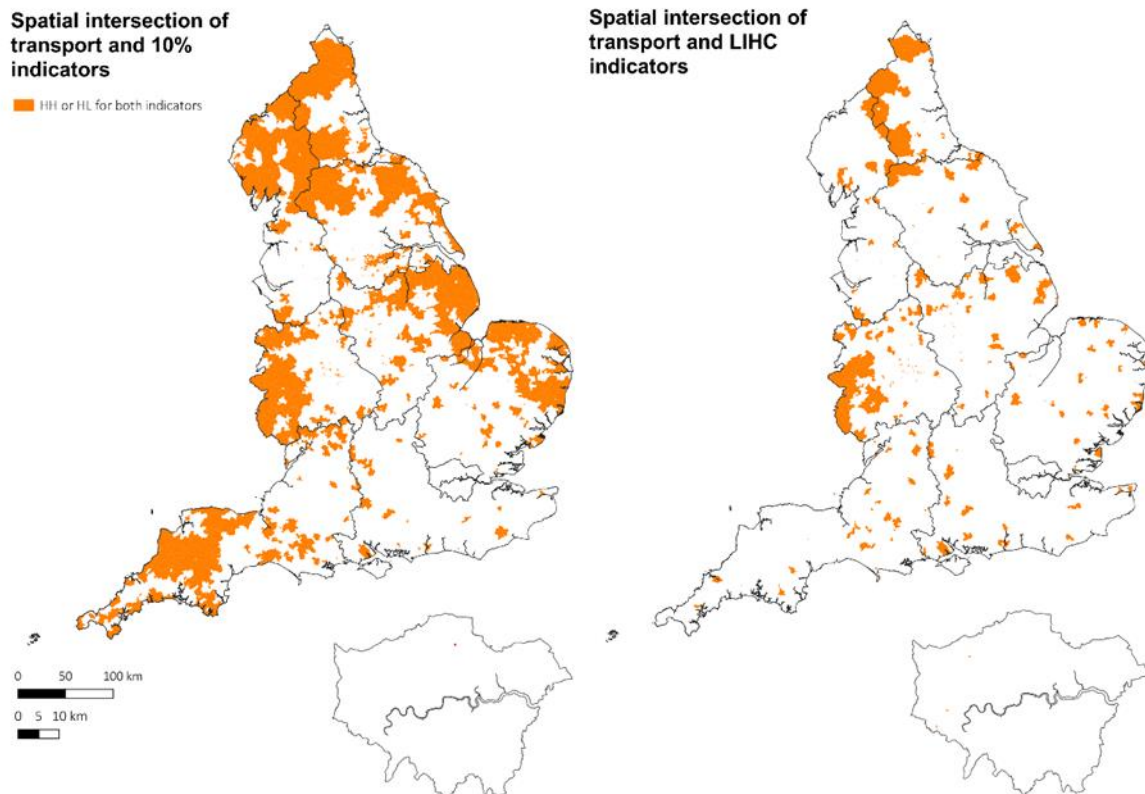 Spatial intersection of
transport and 10%
indicators
HH or HL for both indicators
Spatial intersection of
transport and LIHC
indicators
0 50 100 km
0 5 10 km